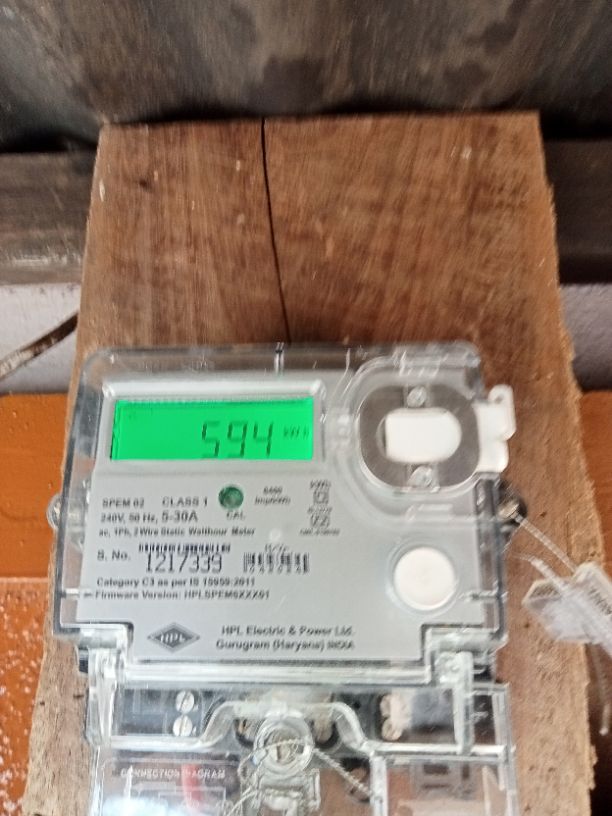 594 kWh
SPEM 02 CLASS 1
240V, 50 Hz, 5-30A
CAL
ac, 1Ph, 2 Wire Static Watthour Meter
S. No. 1217339
Category C3 as per IS 15959:2011
Firmware Version: HPLSPEM6XXX01
HPL
HPL Electric & Power Ltd.
Gurugram (Haryana) INDIA
CONNECTION DIAGRAM